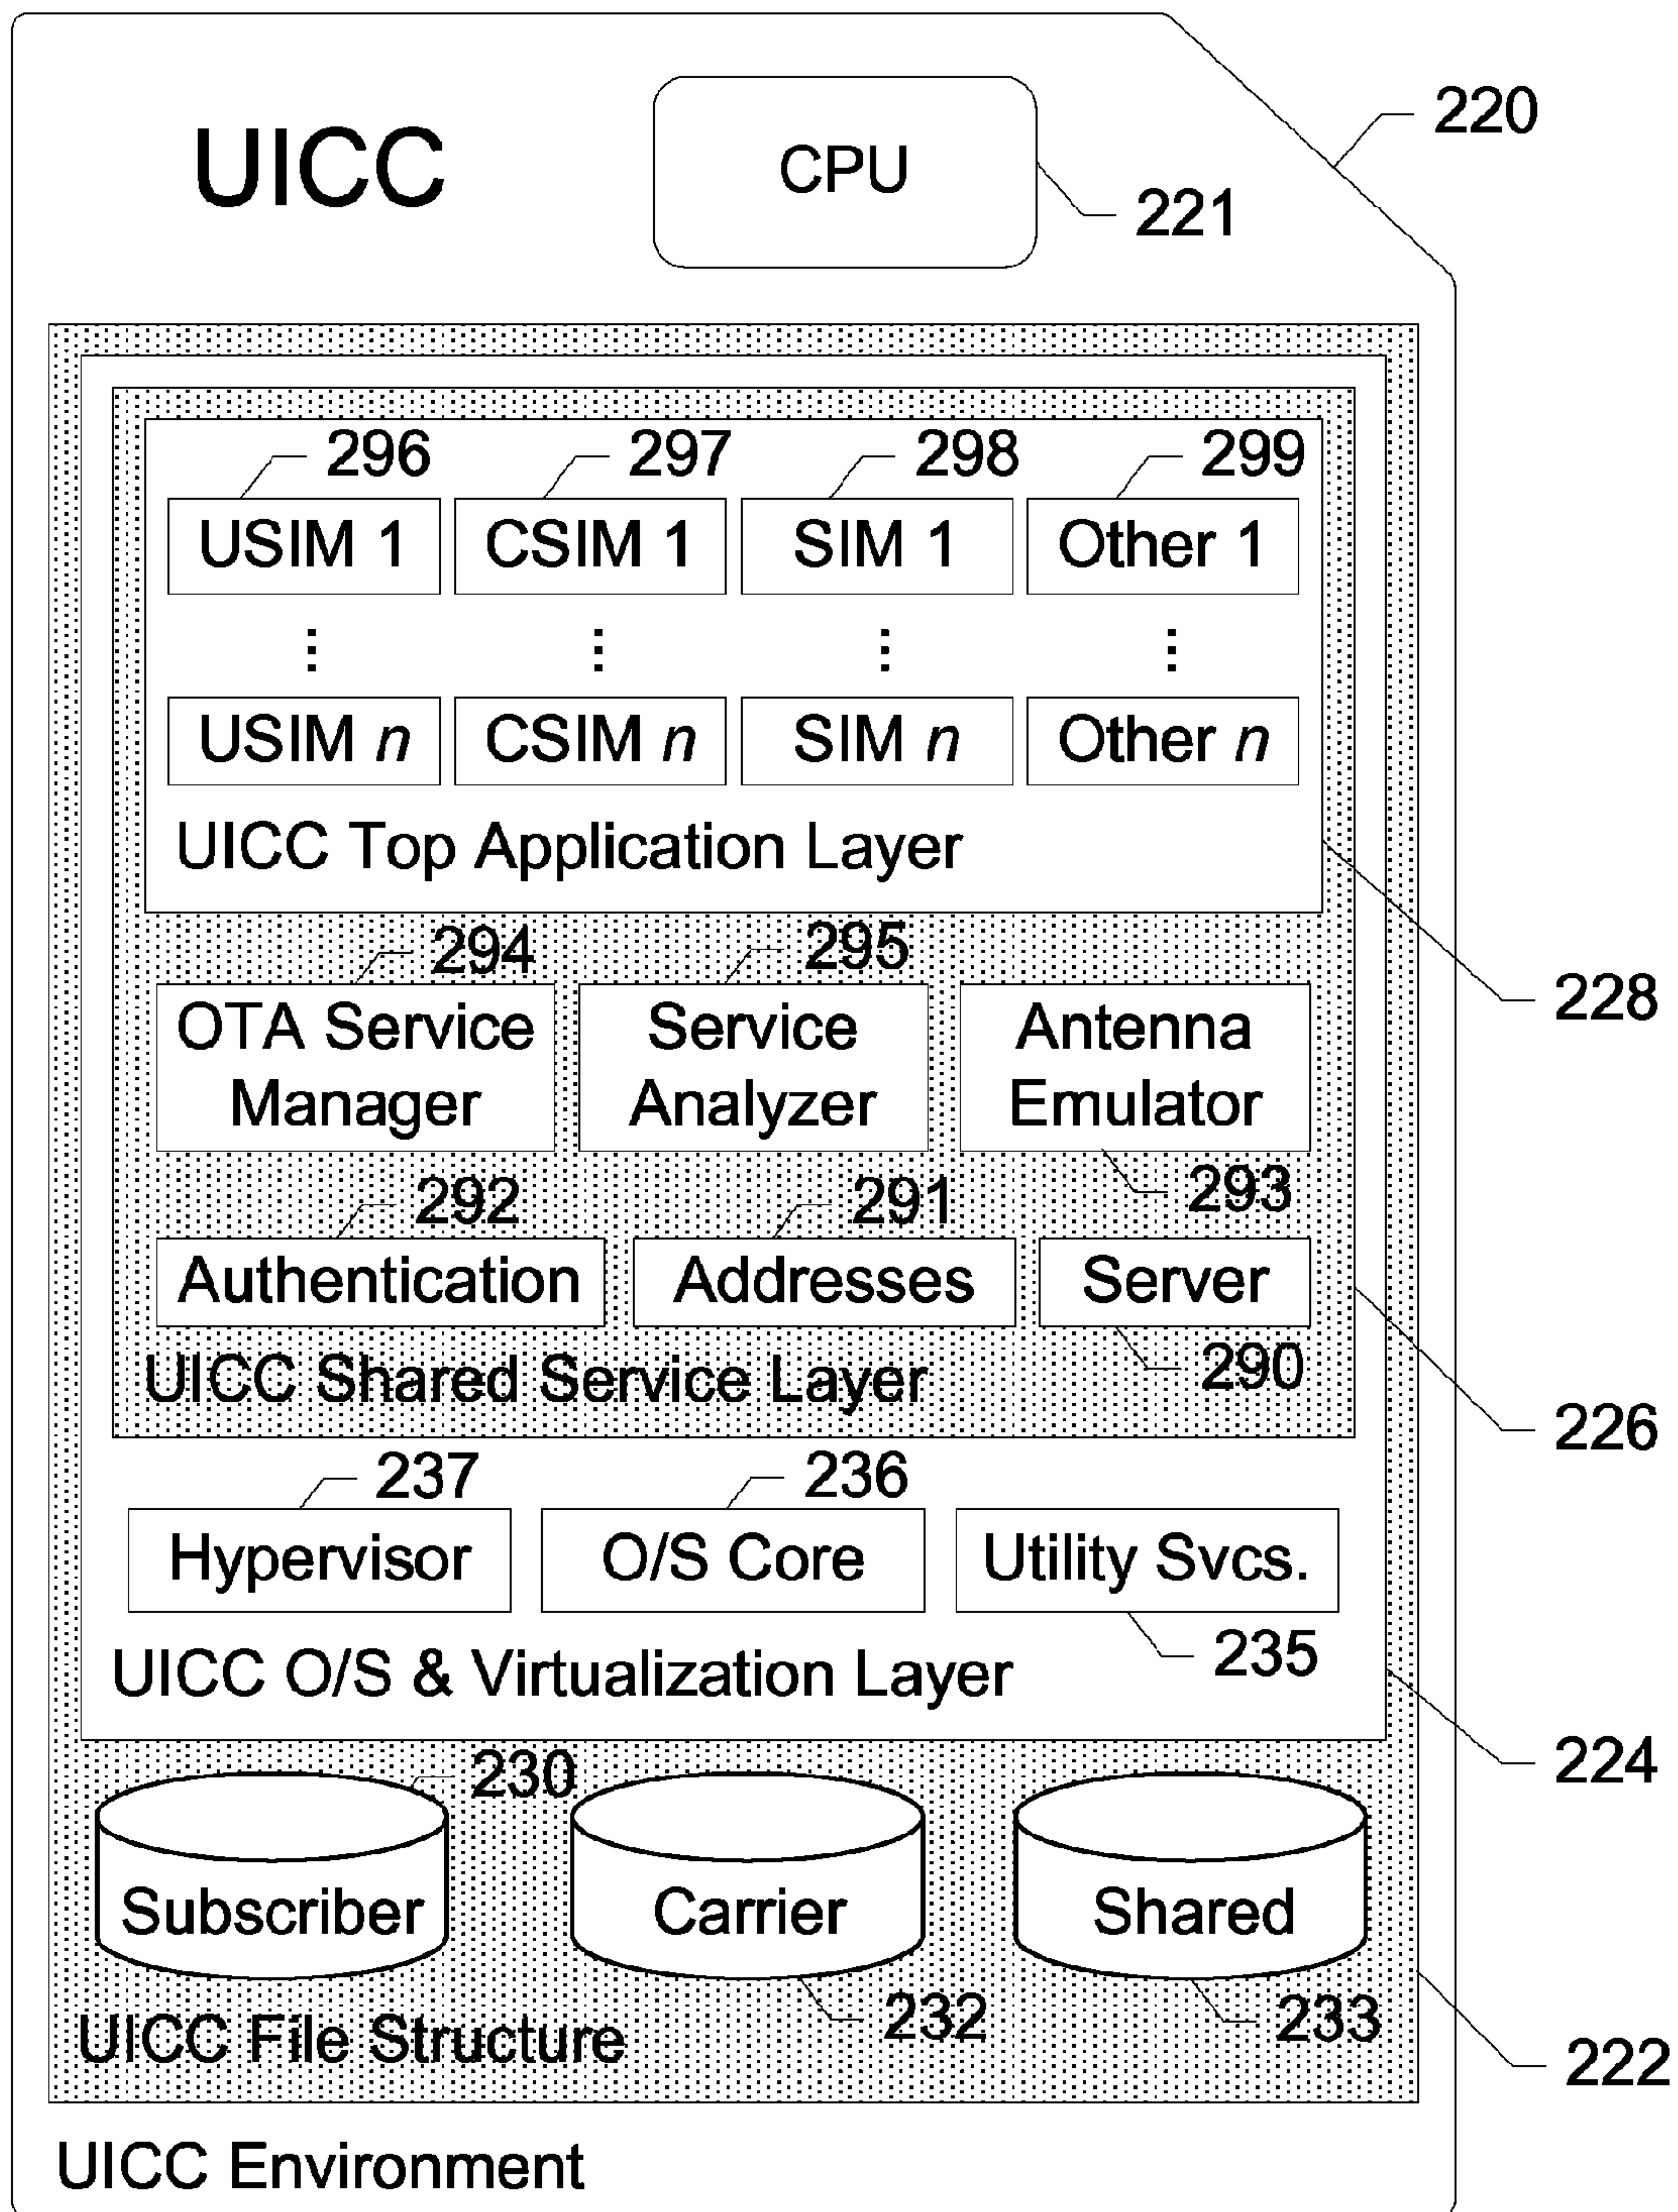 UICC
CPU
220
221
296 297 298 299
USIM 1 CSIM 1 SIM 1 Other 1
⋮ ⋮ ⋮ ⋮
USIM n CSIM n SIM n Other n
UICC Top Application Layer
228
294 295
OTA Service Manager
Service Analyzer
Antenna Emulator
293
292 291
Authentication Addresses Server
290
UICC Shared Service Layer
226
237 236
Hypervisor O/S Core Utility Svcs.
235
UICC O/S & Virtualization Layer
224
230
Subscriber Carrier Shared
232 233
UICC File Structure
222
UICC Environment